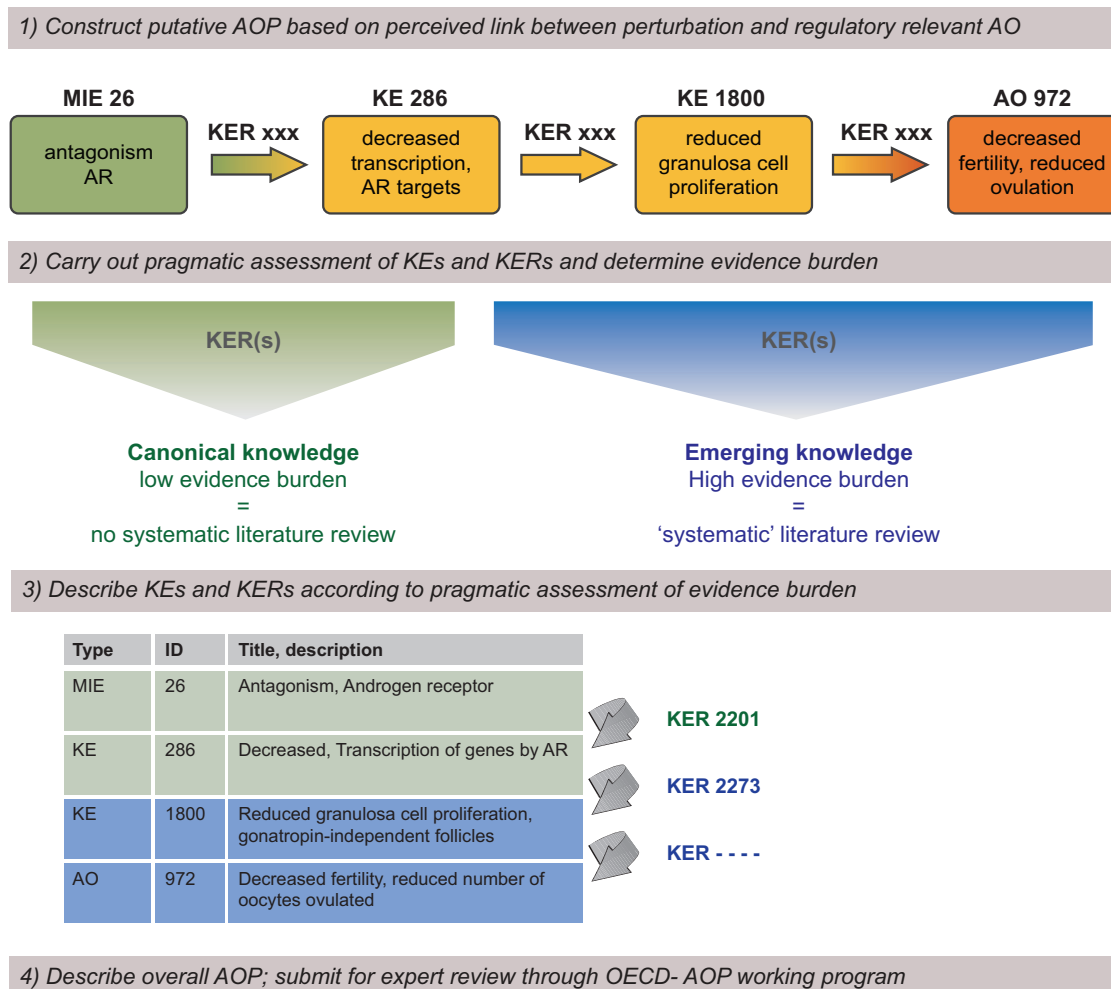 1) Construct putative AOP based on perceived link between perturbation and regulatory relevant AO
MIE 26
KE 286
KE 1800
AO 972
KER xxx
KER xxx
KER xxx
antagonism
AR
decreased
transcription,
AR targets
reduced
granulosa cell
proliferation
decreased
fertility, reduced
ovulation
2) Carry out pragmatic assessment of KEs and KERs and determine evidence burden
KER(s)
KER(s)
Canonical knowledge
low evidence burden
=
no systematic literature review
Emerging knowledge
High evidence burden
=
‘systematic’ literature review
3) Describe KEs and KERs according to pragmatic assessment of evidence burden
Type ID Title, description
MIE 26 Antagonism, Androgen receptor
KER 2201
KE 286 Decreased, Transcription of genes by AR
KER 2273
KE 1800 Reduced granulosa cell proliferation,
gonatropin-independent follicles
KER - - - -
AO 972 Decreased fertility, reduced number of
oocytes ovulated
4) Describe overall AOP; submit for expert review through OECD- AOP working program